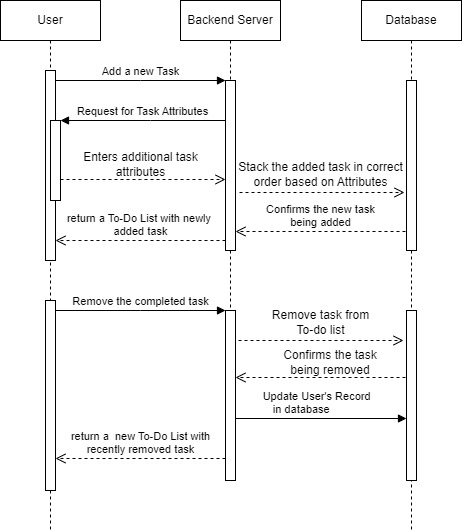 User
Backend Server
Database
Add a new Task
Request for Task Attributes
Enters additional task
attributes
Stack the added task in correct
order based on Attributes
Confirms the new task
being added
return a To-Do List with newly
added task
Remove the completed task
Remove task from
To-do list
Confirms the task
being removed
Update User's Record
in database
return a new To-Do List with
recently removed task